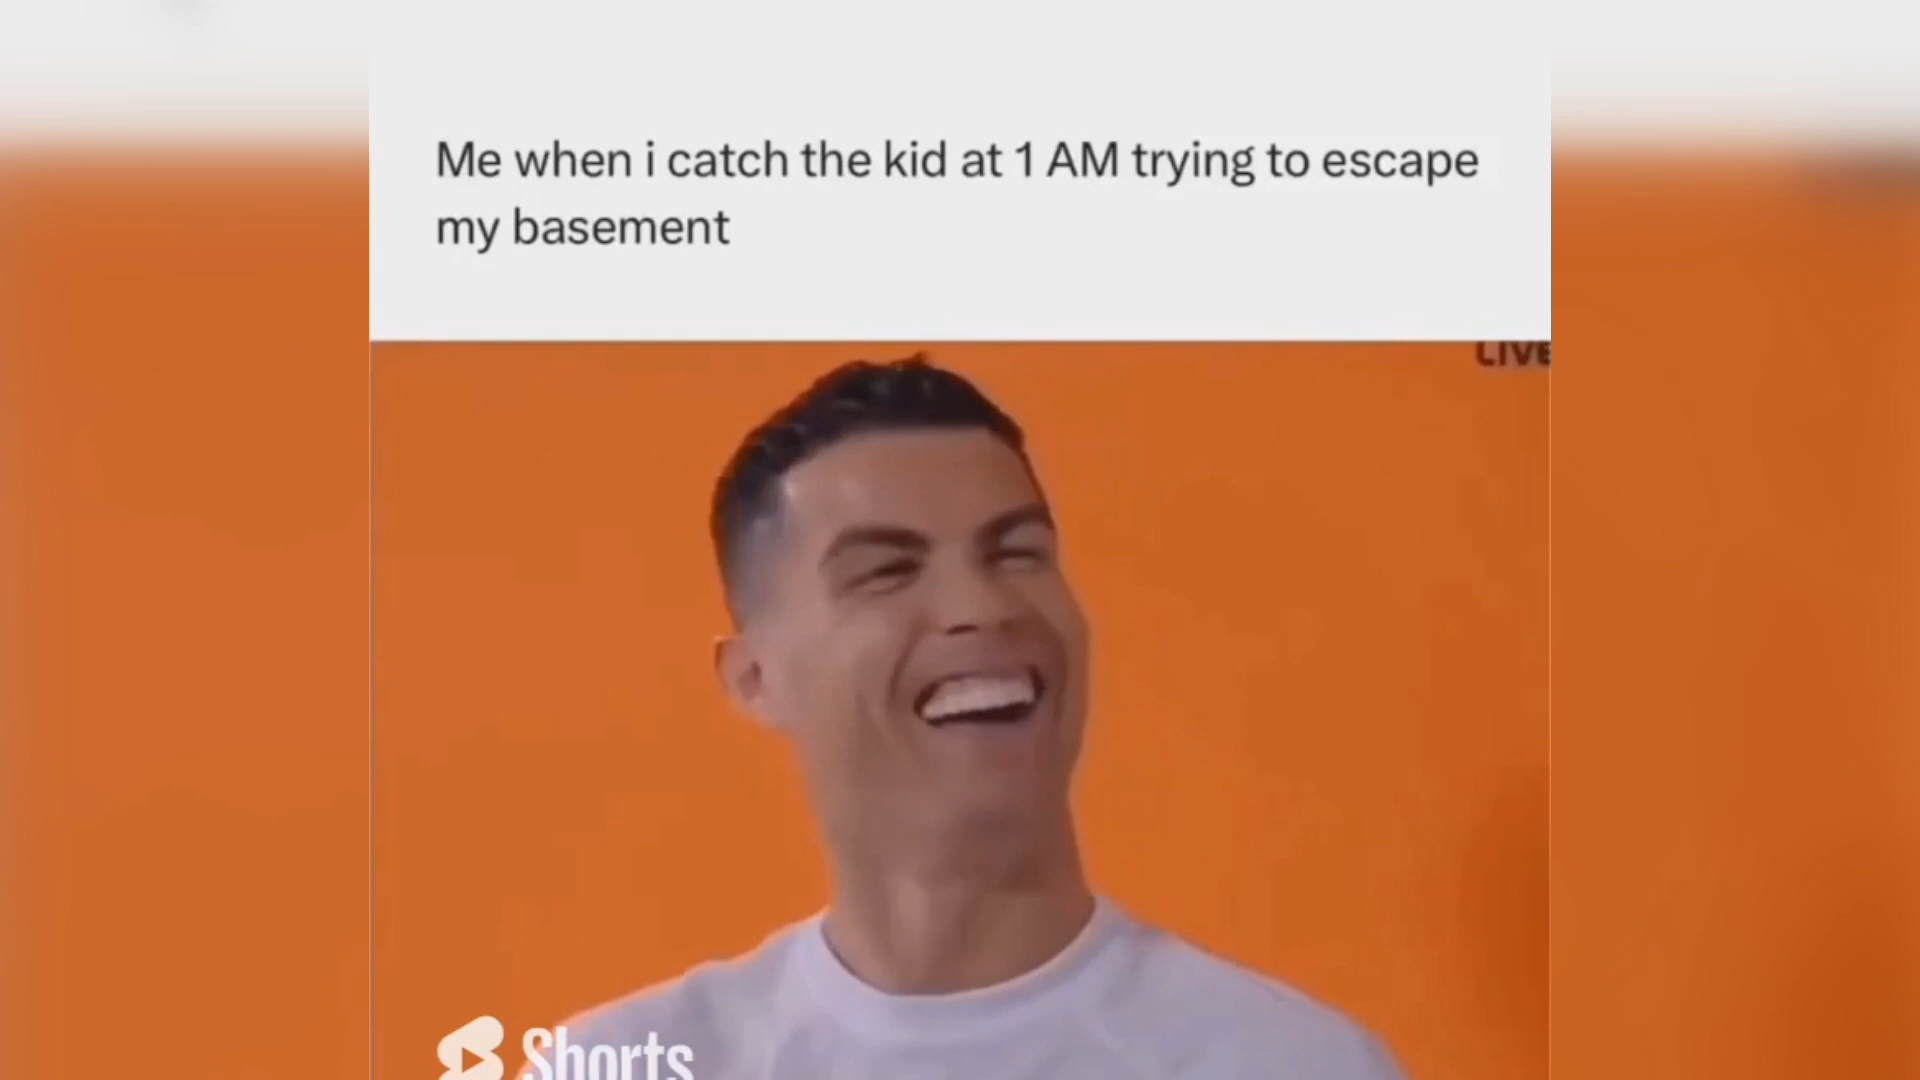 Me when i catch the kid at 1 AM trying to escape
my basement
LIVE
Shorts